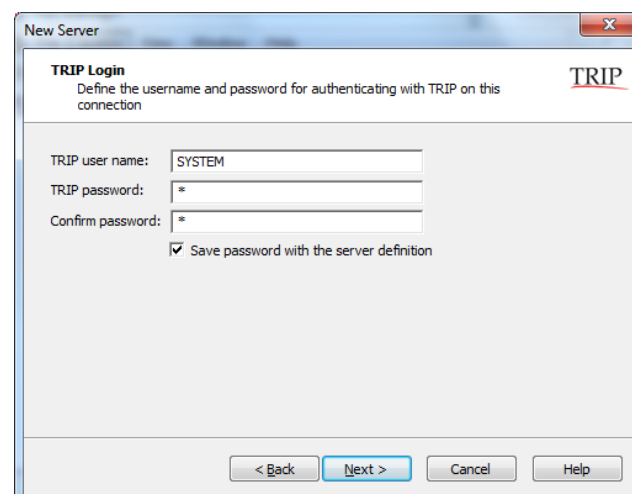 New Server
TRIP Login
Define the username and password for authenticating with TRIP on this
connection
TRIP
TRIP user name: SYSTEM
TRIP password: *
Confirm password: *
Save password with the server definition
< Back Next > Cancel Help